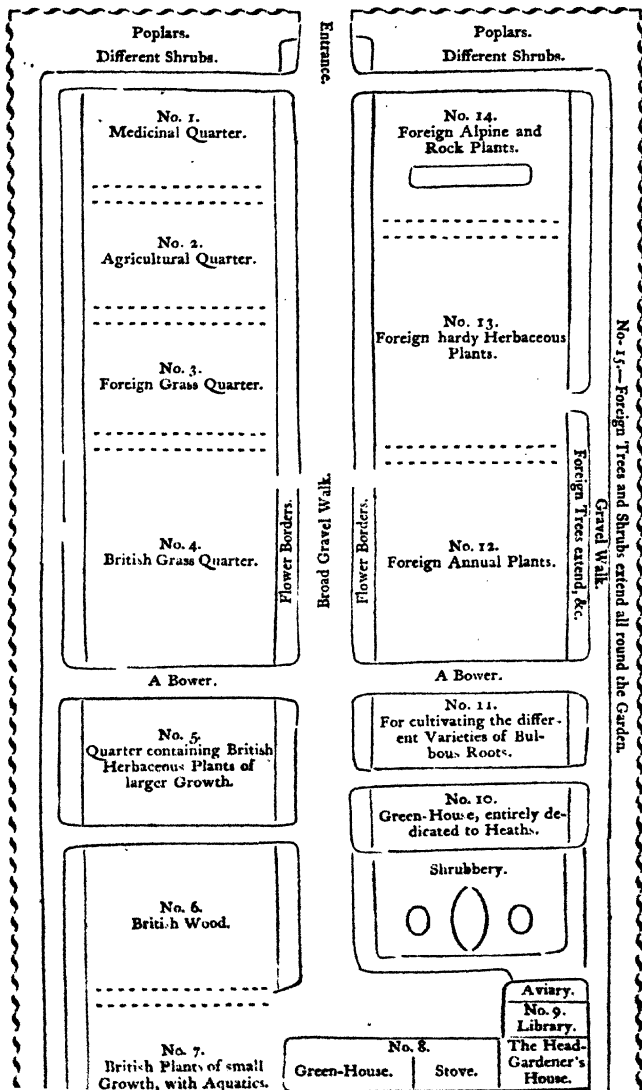 Poplars.
Different Shrubs.
Entrance.
Poplars.
Different Shrubs.
No. 1.
Medicinal Quarter.
No. 14.
Foreign Alpine and
Rock Plants.
No. 2.
Agricultural Quarter.
No. 3.
Foreign Grass Quarter.
No. 13.
Foreign hardy Herbaceous
Plants.
No. 4.
British Grass Quarter.
Flower Borders.
Broad Gravel Walk.
Flower Borders.
No. 12.
Foreign Annual Plants.
Foreign Trees extend, &c.
Gravel Walk.
No. 15.—Foreign Trees and Shrubs extend all round the Garden.
A Bower.
A Bower.
No. 5.
Quarter containing British
Herbaceous Plants of
larger Growth.
No. 11.
For cultivating the differ-
ent Varieties of Bul-
bous Roots.
No. 10.
Green-House, entirely de-
dicated to Heaths.
Shrubbery.
No. 6.
British Wood.
No. 7.
British Plants of small
Growth, with Aquatics.
No. 8.
Green-House.
Stove.
Aviary.
No. 9.
Library.
The Head-
Gardener's
House.